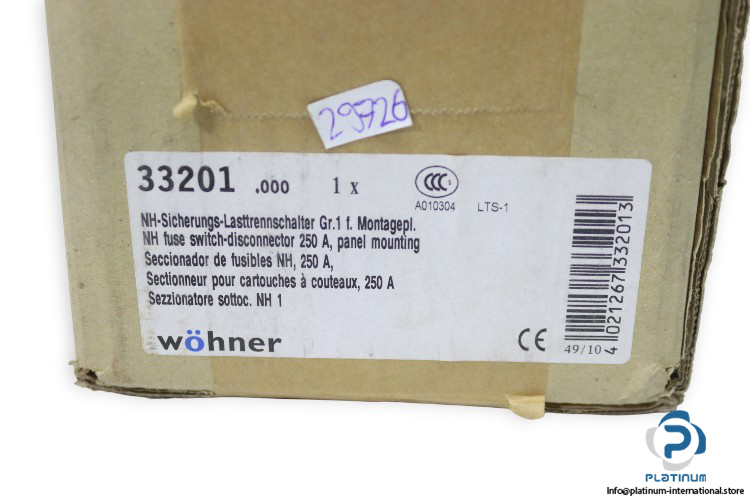 29726
33201 .000 1 x
CCC S
A010304 LTS-1
NH-Sicherungs-Lasttrennschalter Gr.1 f. Montagepl.
NH fuse switch-disconnector 250 A, panel mounting
Seccionador de fusibles NH, 250 A,
Sectionneur pour cartouches à couteaux, 250 A
Sezzionatore sottoc. NH 1
wöhner
CE
49/10
4 021267 332013
PLATINUM
Info@platinum-international.store